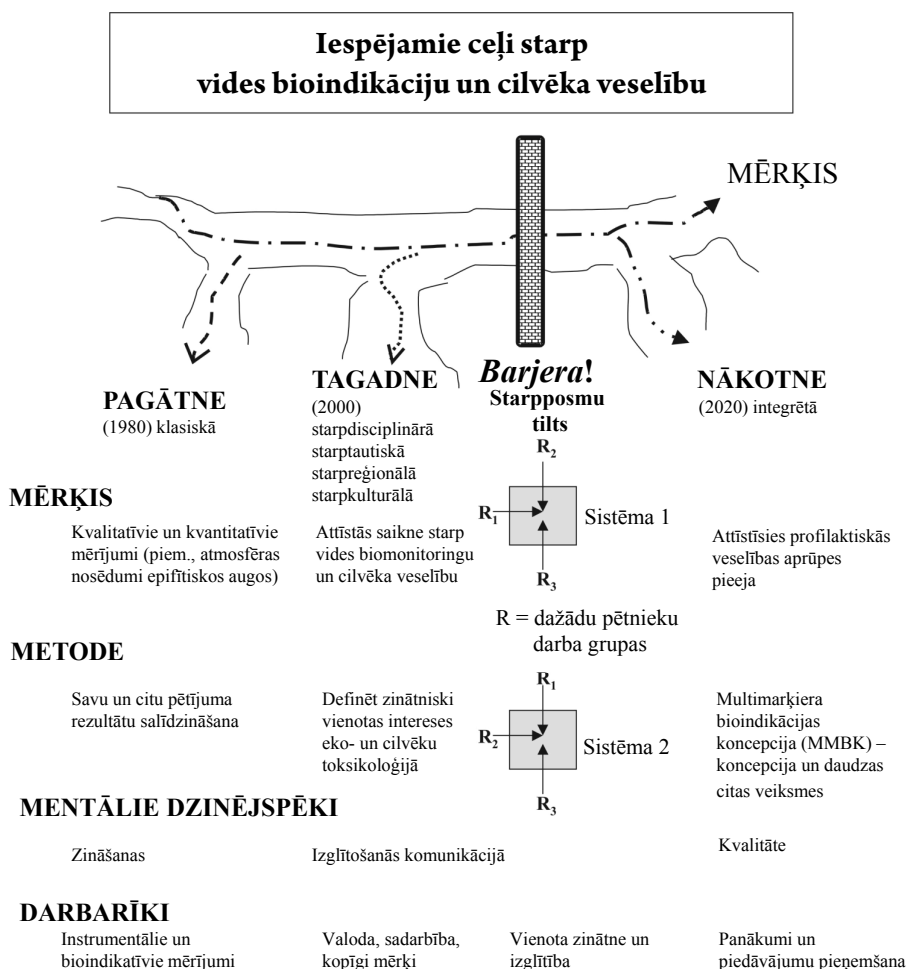 Iespējamie ceļi starp
vides bioindikāciju un cilvēka veselību
MĒRĶIS
PAGĀTNE
(1980) klasiskā
TAGADNE
(2000)
starpdisciplinārā
starptautiskā
starpreģionālā
starpkulturālā
Barjera!
Starpposmu
tilts
NĀKOTNE
(2020) integrētā
MĒRĶIS
Kvalitatīvie un kvantitatīvie
mērījumi (piem., atmosfēras
nosēdumi epifītiskos augos)
Attīstās saikne starp
vides biomonitoringu
un cilvēka veselību
R2
R1
Sistēma 1
R3
R = dažādu pētnieku
darba grupas
Attīstīsies profilaktiskās
veselības aprūpes
pieeja
METODE
Savu un citu pētījuma
rezultātu salīdzināšana
Definēt zinātniski
vienotas intereses
eko- un cilvēku
toksikoloģijā
R1
R2
Sistēma 2
R3
Multimarķiera
bioindikācijas
koncepcija (MMBK) –
koncepcija un daudzas
citas veiksmes
MENTĀLIE DZINĒJSPĒKI
Zināšanas
Izglītošanās komunikācijā
Kvalitāte
DARBARĪKI
Instrumentālie un
bioindikatīvie mērījumi
Valoda, sadarbība,
kopīgi mērķi
Vienota zinātne un
izglītība
Panākumi un
piedāvājumu pieņemšana